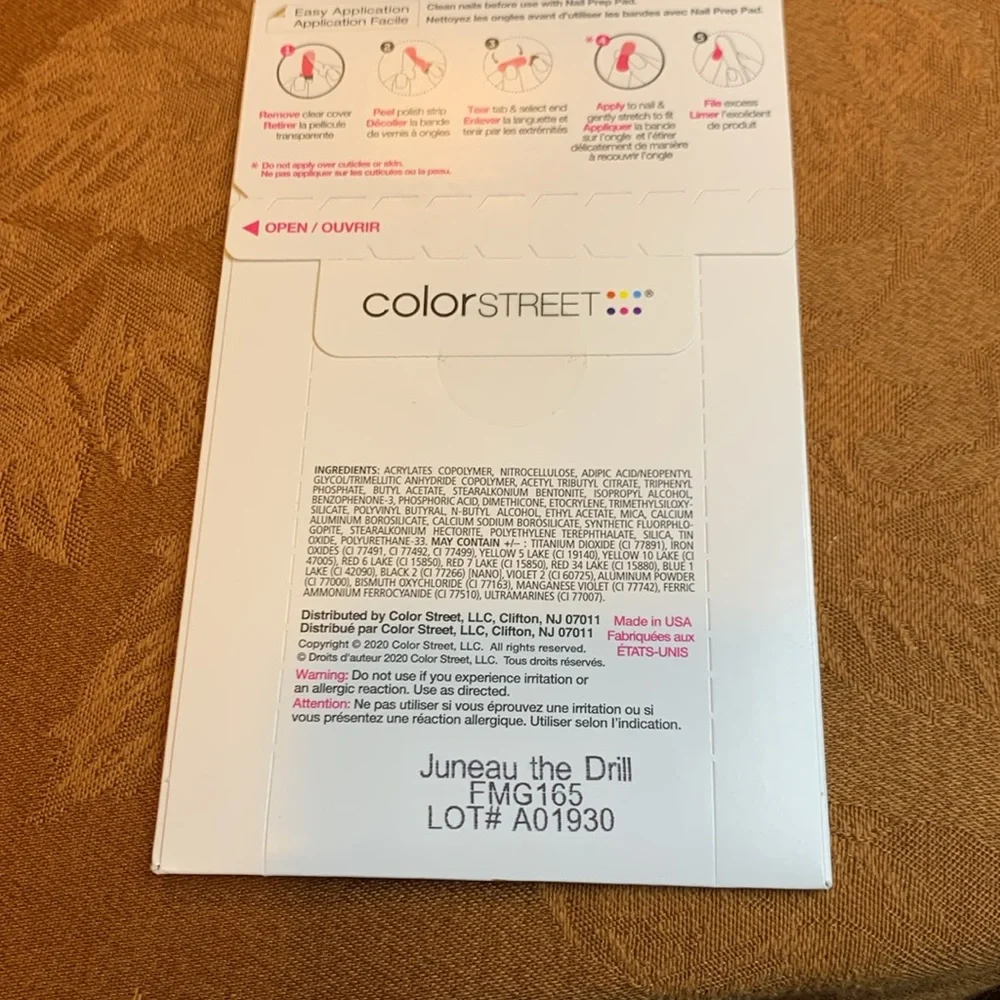 Easy Application
Application Facile
Clean nails before use with Nail Prep Pad.
Nettoyez les ongles avant d'utiliser les bandes avec Nail Prep Pad.
1
2
3
* 4
5
Remove clear cover
Retirer la pellicule
transparente
Peel polish strip
Décoller la bande
de vernis à ongles
Tear tab & select end
Enlever la languette et
tenir par les extrémités
Apply to nail &
gently stretch to fit
Appliquer la bande
sur l'ongle et l'étirer
délicatement de manière
à recouvrir l'ongle
File excess
Limer l'excédent
de produit
* Do not apply over cuticles or skin.
Ne pas appliquer sur les cuticules ou la peau.
OPEN / OUVRIR
colorSTREET®
INGREDIENTS: ACRYLATES COPOLYMER, NITROCELLULOSE, ADIPIC ACID/NEOPENTYL
GLYCOL/TRIMELLITIC ANHYDRIDE COPOLYMER, ACETYL TRIBUTYL CITRATE, TRIPHENYL
PHOSPHATE, BUTYL ACETATE, STEARALKONIUM BENTONITE, ISOPROPYL ALCOHOL,
BENZOPHENONE-3, PHOSPHORIC ACID, DIMETHICONE, ETOCRYLENE, TRIMETHYLSILOXY-
SILICATE, POLYVINYL BUTYRAL, N-BUTYL ALCOHOL, ETHYL ACETATE, MICA, CALCIUM
ALUMINUM BOROSILICATE, CALCIUM SODIUM BOROSILICATE, SYNTHETIC FLUORPHLO-
GOPITE, STEARALKONIUM HECTORITE, POLYETHYLENE TEREPHTHALATE, SILICA, TIN
OXIDE, POLYURETHANE-33. MAY CONTAIN +/– : TITANIUM DIOXIDE (CI 77891), IRON
OXIDES (CI 77491, CI 77492, CI 77499), YELLOW 5 LAKE (CI 19140), YELLOW 10 LAKE (CI
47005), RED 6 LAKE (CI 15850), RED 7 LAKE (CI 15850), RED 34 LAKE (CI 15880), BLUE 1
LAKE (CI 42090), BLACK 2 (CI 77266) [NANO], VIOLET 2 (CI 60725), ALUMINUM POWDER
(CI 77000), BISMUTH OXYCHLORIDE (CI 77163), MANGANESE VIOLET (CI 77742), FERRIC
AMMONIUM FERROCYANIDE (CI 77510), ULTRAMARINES (CI 77007).
Distributed by Color Street, LLC, Clifton, NJ 07011
Distribué par Color Street, LLC, Clifton, NJ 07011
Copyright © 2020 Color Street, LLC. All rights reserved.
© Droits d'auteur 2020 Color Street, LLC. Tous droits réservés.
Made in USA
Fabriquées aux
ÉTATS-UNIS
Warning: Do not use if you experience irritation or
an allergic reaction. Use as directed.
Attention: Ne pas utiliser si vous éprouvez une irritation ou si
vous présentez une réaction allergique. Utiliser selon l'indication.
Juneau the Drill
FMG165
LOT# A01930